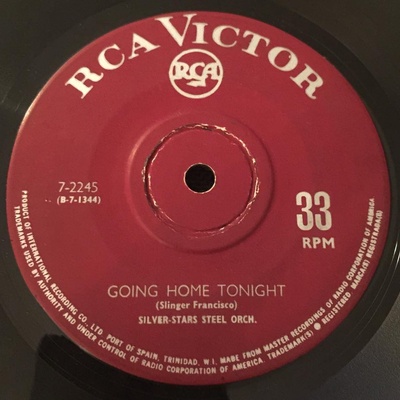 RCA VICTOR
RCA
7-2245
(B-7-1344)
33
RPM
GOING HOME TONIGHT
(Slinger Francisco)
SILVER-STARS STEEL ORCH.
PRODUCT OF INTERNATIONAL RECORDING CO., LTD. PORT OF SPAIN, TRINIDAD, W.I. MADE FROM MASTER RECORDINGS OF RADIO CORPORATION OF AMERICA
TRADEMARKS USED BY AUTHORITY AND UNDER CONTROL OF RADIO CORPORATION OF AMERICA. TRADEMARK(S) ® REGISTERED. MARCA(S) REGISTRADA(S)